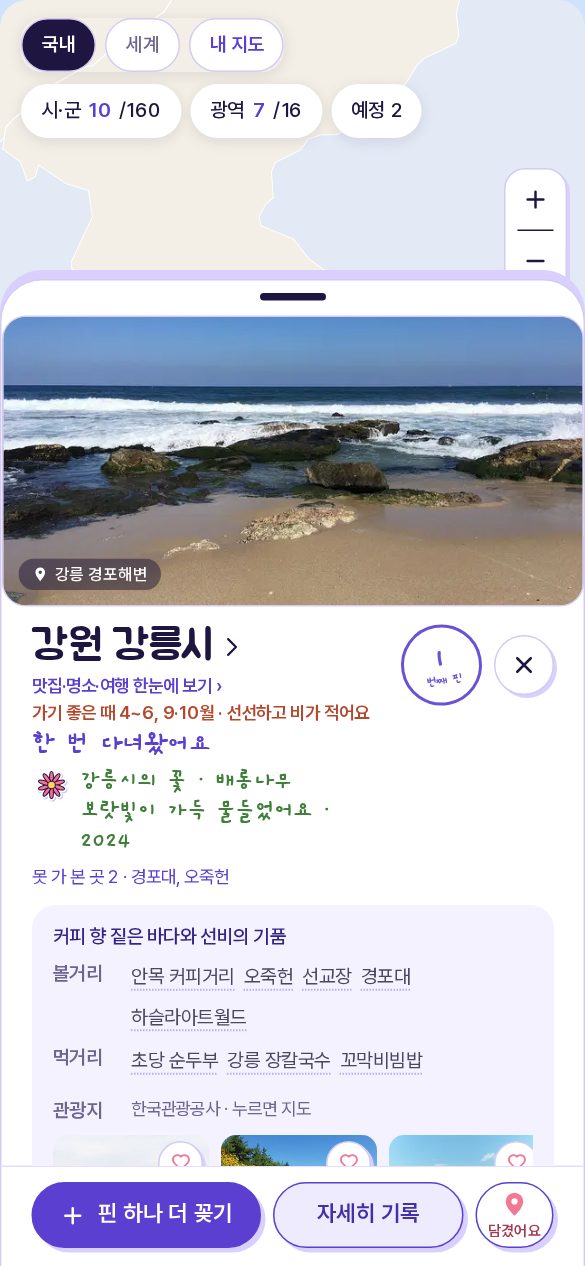 국내 세계 내 지도
시·군 10 /160 광역 7 /16 예정 2
+
−
강릉 경포해변
강원 강릉시 >
1
번째 핀
맛집·명소·여행 한눈에 보기 ›
가기 좋은 때 4~6, 9·10월 · 선선하고 비가 적어요
한 번 다녀왔어요
강릉시의 꽃 · 배롱나무
보랏빛이 가득 물들었어요 ·
2024
못 가 본 곳 2 · 경포대, 오죽헌
커피 향 짙은 바다와 선비의 기품
볼거리 안목 커피거리 오죽헌 선교장 경포대
하슬라아트월드
먹거리 초당 순두부 강릉 장칼국수 꼬막비빔밥
관광지 한국관광공사 · 누르면 지도
+ 핀 하나 더 꽂기 자세히 기록 담겼어요